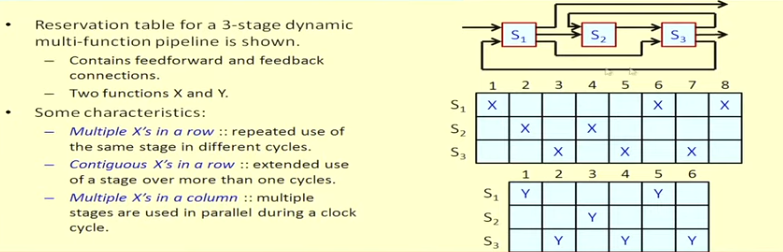 • Reservation table for a 3-stage dynamic
multi-function pipeline is shown.
– Contains feedforward and feedback
connections.
– Two functions X and Y.
• Some characteristics:
– Multiple X's in a row :: repeated use of
the same stage in different cycles.
– Contiguous X's in a row :: extended use
of a stage over more than one cycles.
– Multiple X's in a column :: multiple
stages are used in parallel during a clock
cycle.
S1 S2 S3
1 2 3 4 5 6 7 8
S1 X X X
S2 X X
S3 X X X
1 2 3 4 5 6
S1 Y Y
S2 Y
S3 Y Y Y